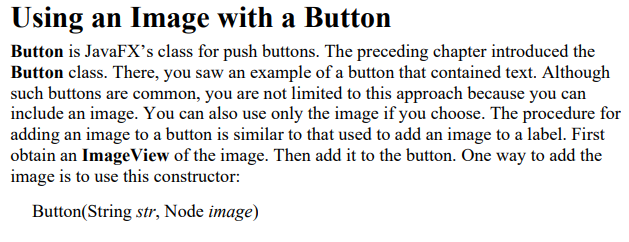 Using an Image with a Button
Button is JavaFX’s class for push buttons. The preceding chapter introduced the
Button class. There, you saw an example of a button that contained text. Although
such buttons are common, you are not limited to this approach because you can
include an image. You can also use only the image if you choose. The procedure for
adding an image to a button is similar to that used to add an image to a label. First
obtain an ImageView of the image. Then add it to the button. One way to add the
image is to use this constructor:
Button(String str, Node image)